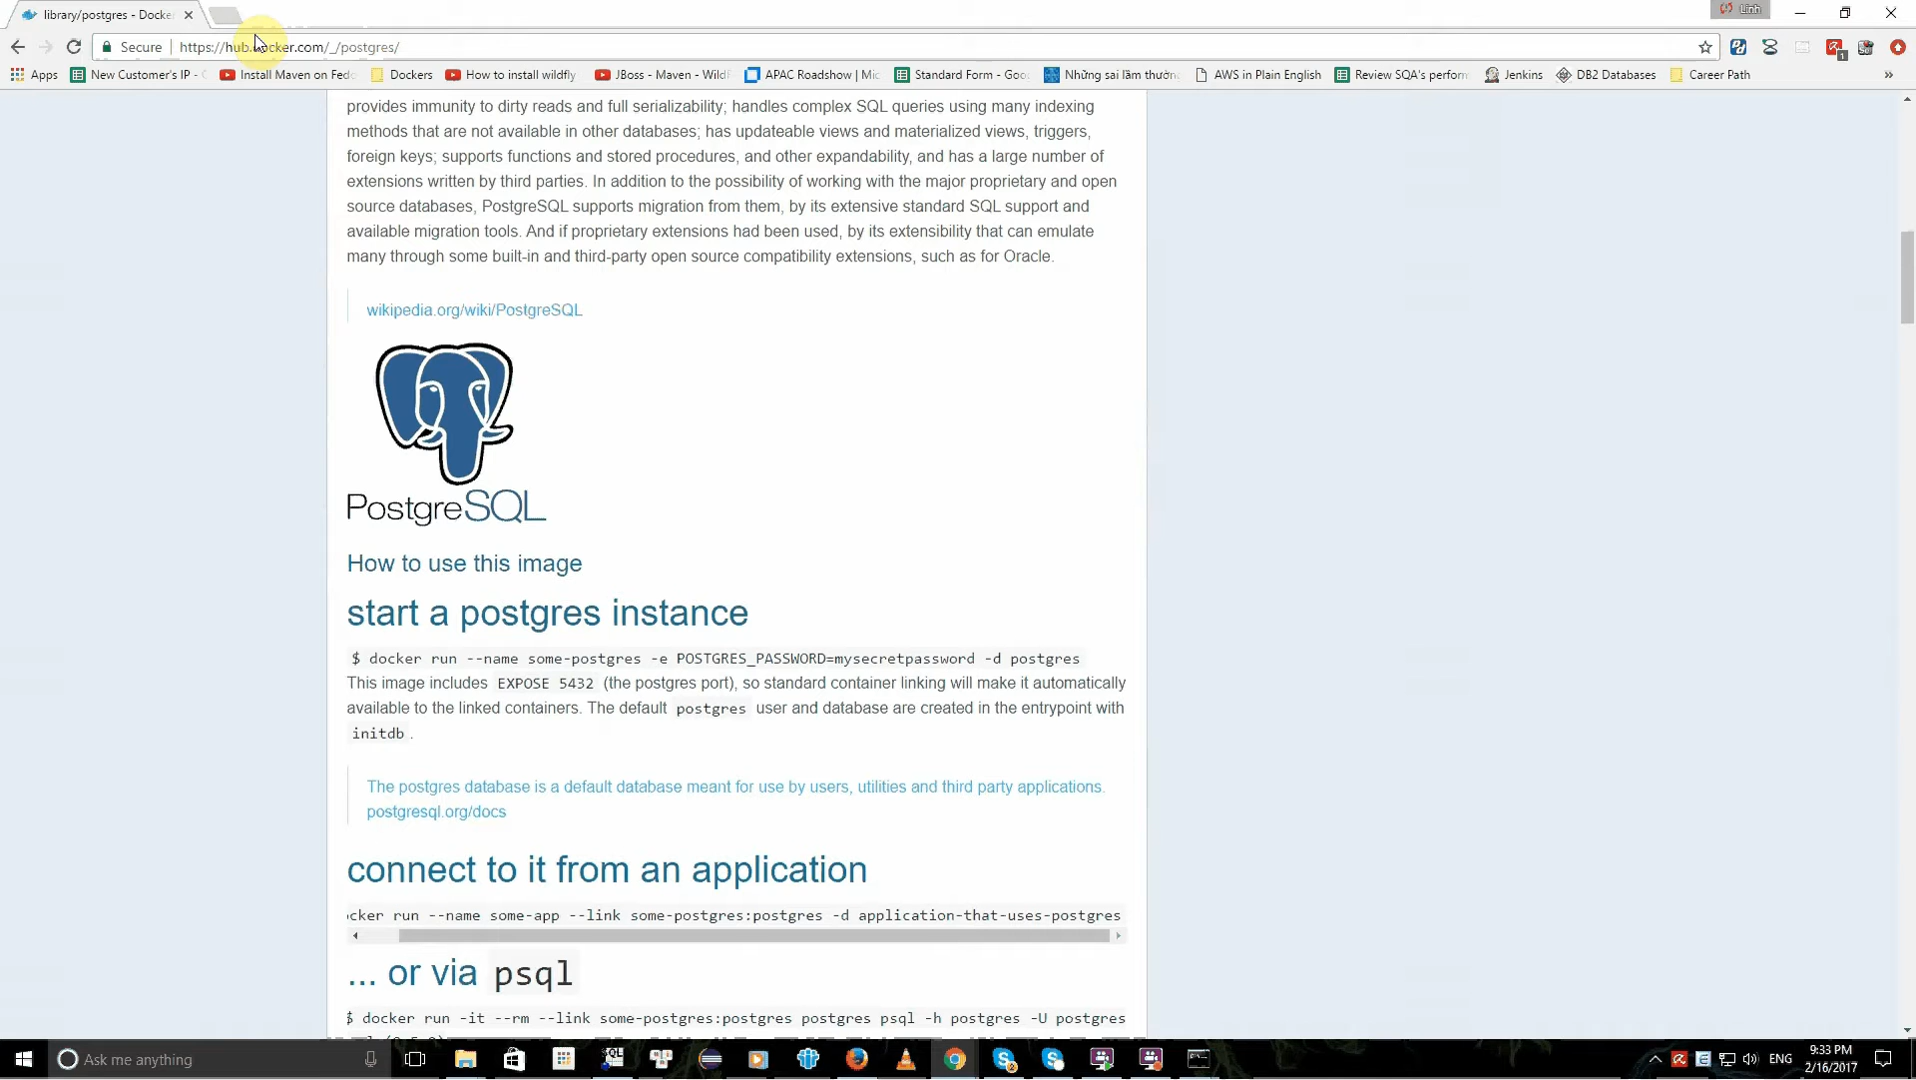 library/postgres - Docke
Linh
Secure
https://hub.docker.com/_/postgres/
Apps
New Customer's IP -
Install Maven on Fedo
Dockers
How to install wildfly
JBoss - Maven - Wildf
APAC Roadshow | Mic
Standard Form - Goo
Những sai lầm thườn
AWS in Plain English
Review SQA's perform
Jenkins
DB2 Databases
Career Path
»
provides immunity to dirty reads and full serializability; handles complex SQL queries using many indexing
methods that are not available in other databases; has updateable views and materialized views, triggers,
foreign keys; supports functions and stored procedures, and other expandability, and has a large number of
extensions written by third parties. In addition to the possibility of working with the major proprietary and open
source databases, PostgreSQL supports migration from them, by its extensive standard SQL support and
available migration tools. And if proprietary extensions had been used, by its extensibility that can emulate
many through some built-in and third-party open source compatibility extensions, such as for Oracle.
wikipedia.org/wiki/PostgreSQL
PostgreSQL
How to use this image
start a postgres instance
$ docker run --name some-postgres -e POSTGRES_PASSWORD=mysecretpassword -d postgres
This image includes EXPOSE 5432 (the postgres port), so standard container linking will make it automatically
available to the linked containers. The default postgres user and database are created in the entrypoint with
initdb .
The postgres database is a default database meant for use by users, utilities and third party applications.
postgresql.org/docs
connect to it from an application
cker run --name some-app --link some-postgres:postgres -d application-that-uses-postgres
... or via psql
$ docker run -it --rm --link some-postgres:postgres postgres psql -h postgres -U postgres
Ask me anything
ENG
9:33 PM
2/16/2017